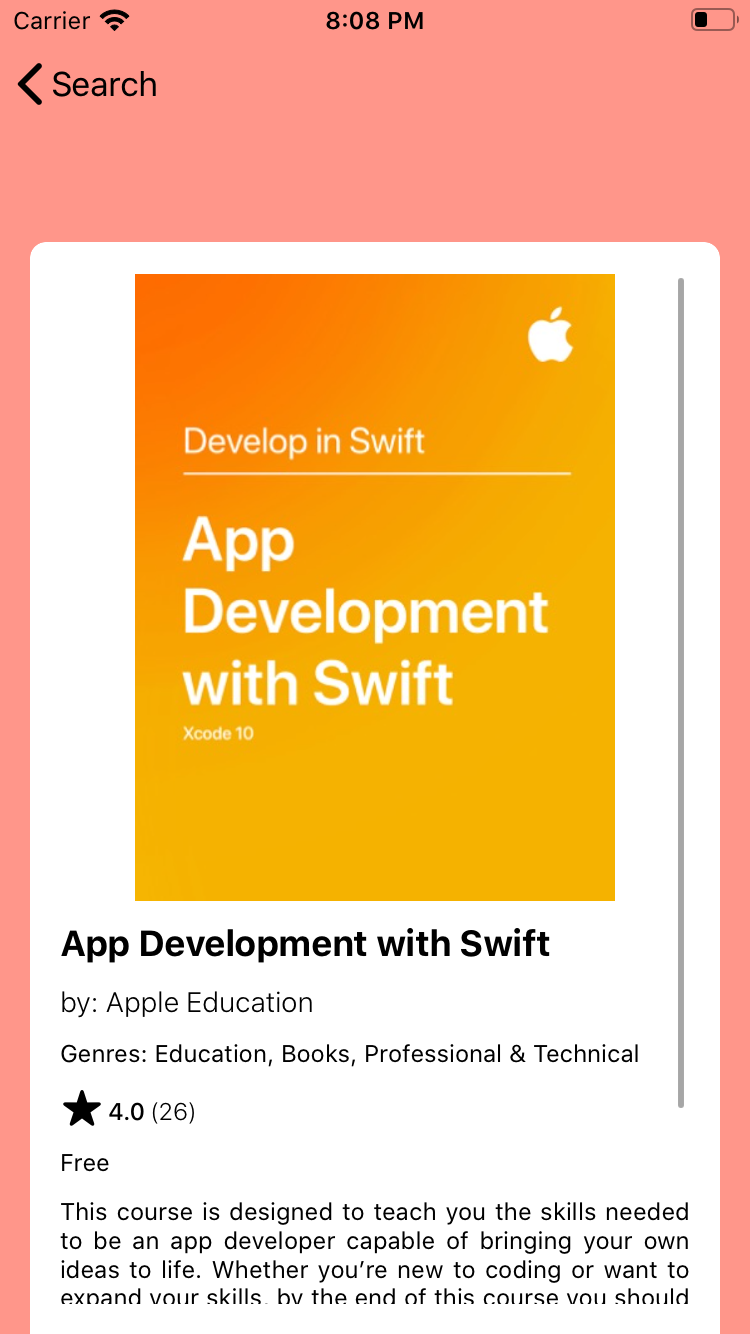 Carrier 8:08 PM
Search
Develop in Swift
App
Development
with Swift
Xcode 10
App Development with Swift
by: Apple Education
Genres: Education, Books, Professional & Technical
4.0 (26)
Free
This course is designed to teach you the skills needed
to be an app developer capable of bringing your own
ideas to life. Whether you’re new to coding or want to
expand your skills, by the end of this course you should